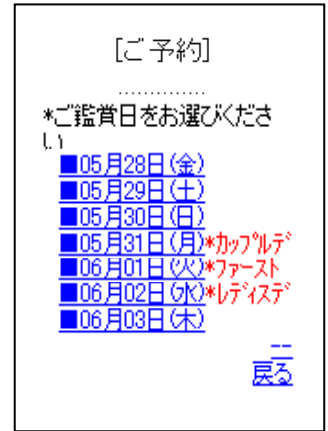 [ご予約]
..............
*ご鑑賞日をお選びくださ
い
■05月28日(金)
■05月29日(土)
■05月30日(日)
■05月31日(月)*カップルデ
■06月01日(火)*ファースト
■06月02日(水)*レディスデ
■06月03日(木)
--
戻る